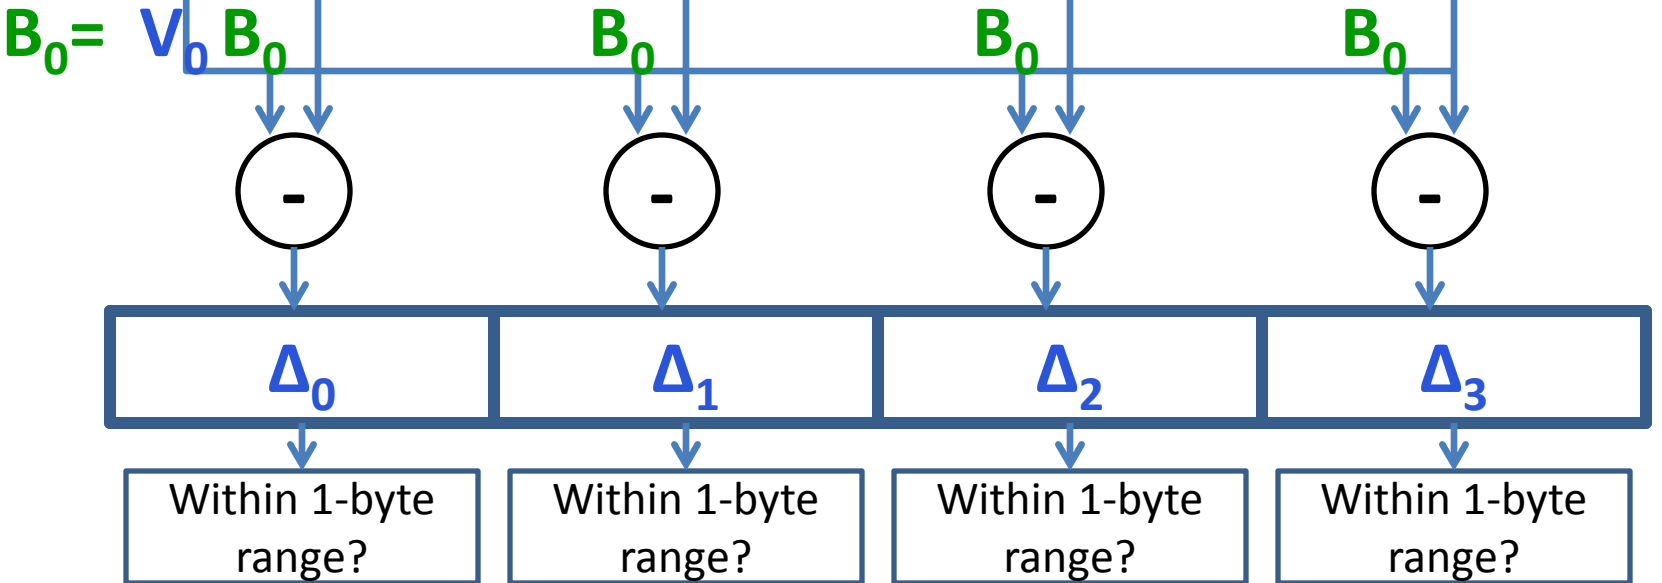 B₀= V₀ B₀ B₀ B₀ B₀
- - - -
Δ₀ Δ₁ Δ₂ Δ₃
Within 1-byte
range?
Within 1-byte
range?
Within 1-byte
range?
Within 1-byte
range?